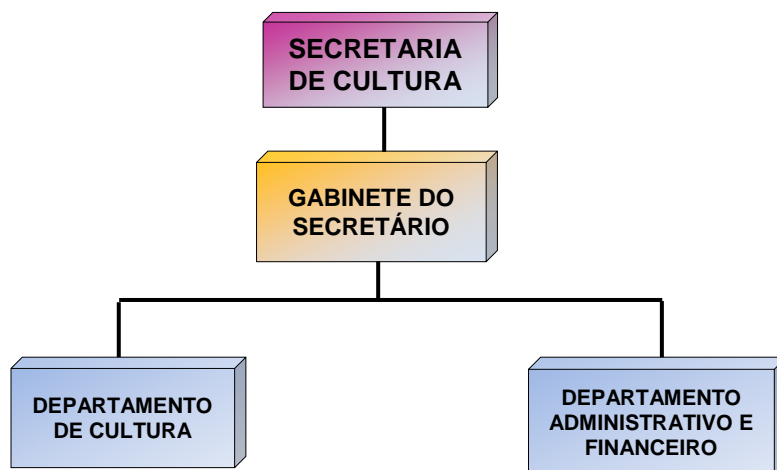 SECRETARIA
DE CULTURA
GABINETE DO
SECRETÁRIO
DEPARTAMENTO
DE CULTURA
DEPARTAMENTO
ADMINISTRATIVO E
FINANCEIRO